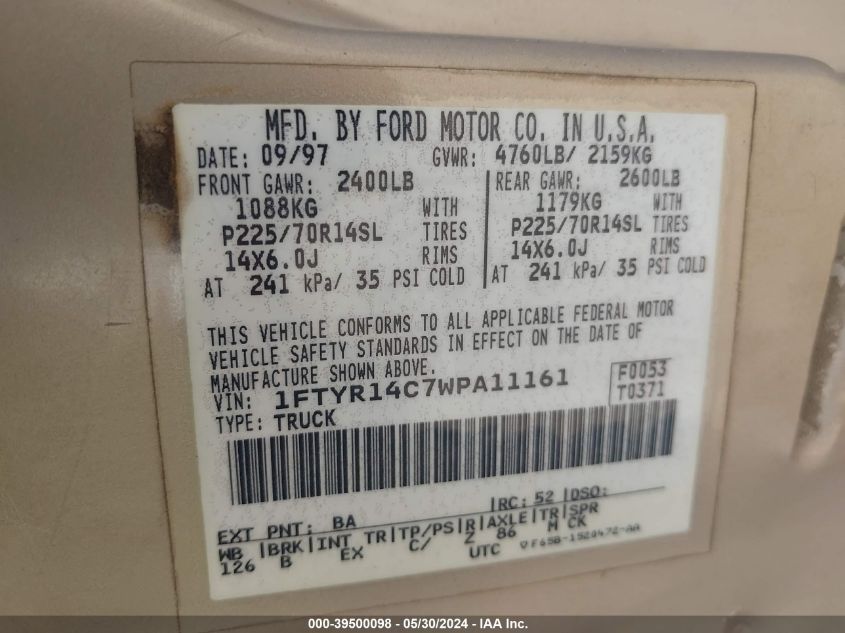 MFD. BY FORD MOTOR CO. IN U.S.A.
DATE: 09/97 GVWR: 4760LB/ 2159KG
FRONT GAWR: 2400LB REAR GAWR: 2600LB
1088KG WITH 1179KG WITH
P225/70R14SL TIRES P225/70R14SL TIRES
14X6.0J RIMS 14X6.0J RIMS
AT 241 kPa/ 35 PSI COLD AT 241 kPa/ 35 PSI COLD
THIS VEHICLE CONFORMS TO ALL APPLICABLE FEDERAL MOTOR
VEHICLE SAFETY STANDARDS IN EFFECT ON THE DATE OF
MANUFACTURE SHOWN ABOVE.
VIN: 1FTYR14C7WPA11161 F0053
TYPE: TRUCK T0371
EXT PNT: BA RC: 52 DSO:
WB BRK INT TR TP/PS R AXLE TR SPR
126 B EX C/ Z 86 M CK
UTC F65B-1520472-AA
000-39500098 - 05/30/2024 - IAA Inc.